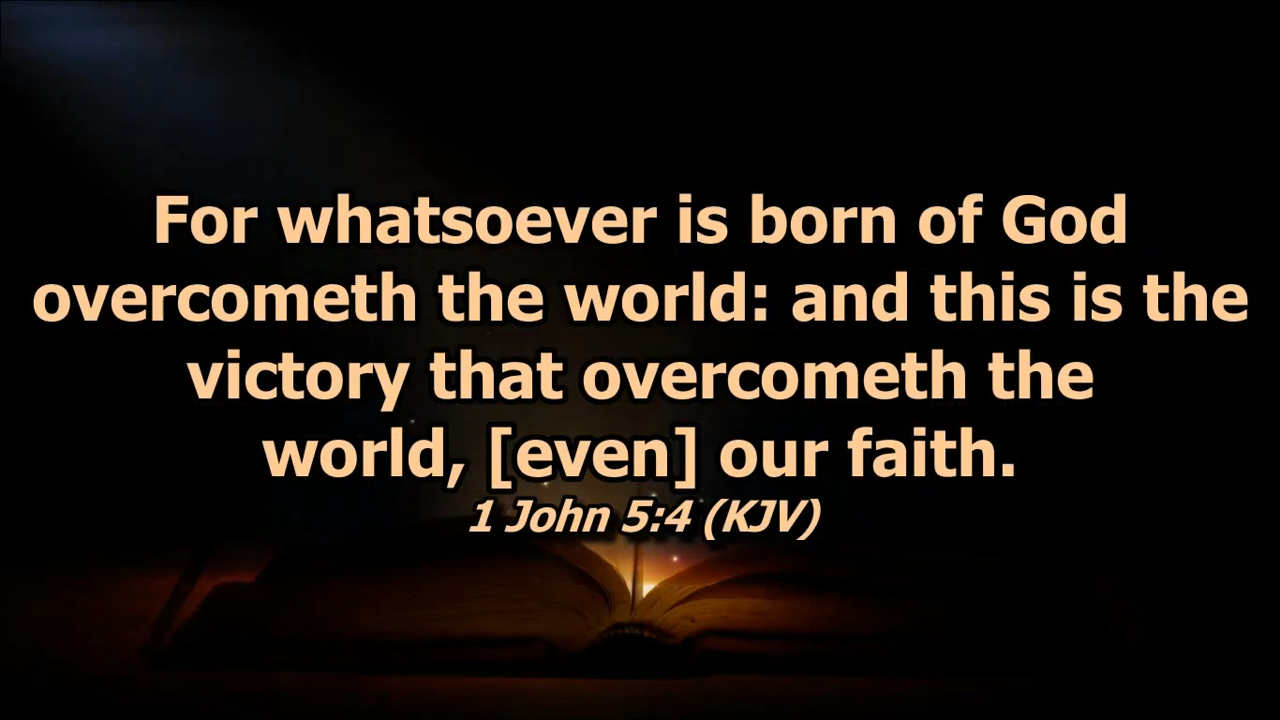 For whatsoever is born of God
overcometh the world: and this is the
victory that overcometh the
world, [even] our faith.
1 John 5:4 (KJV)